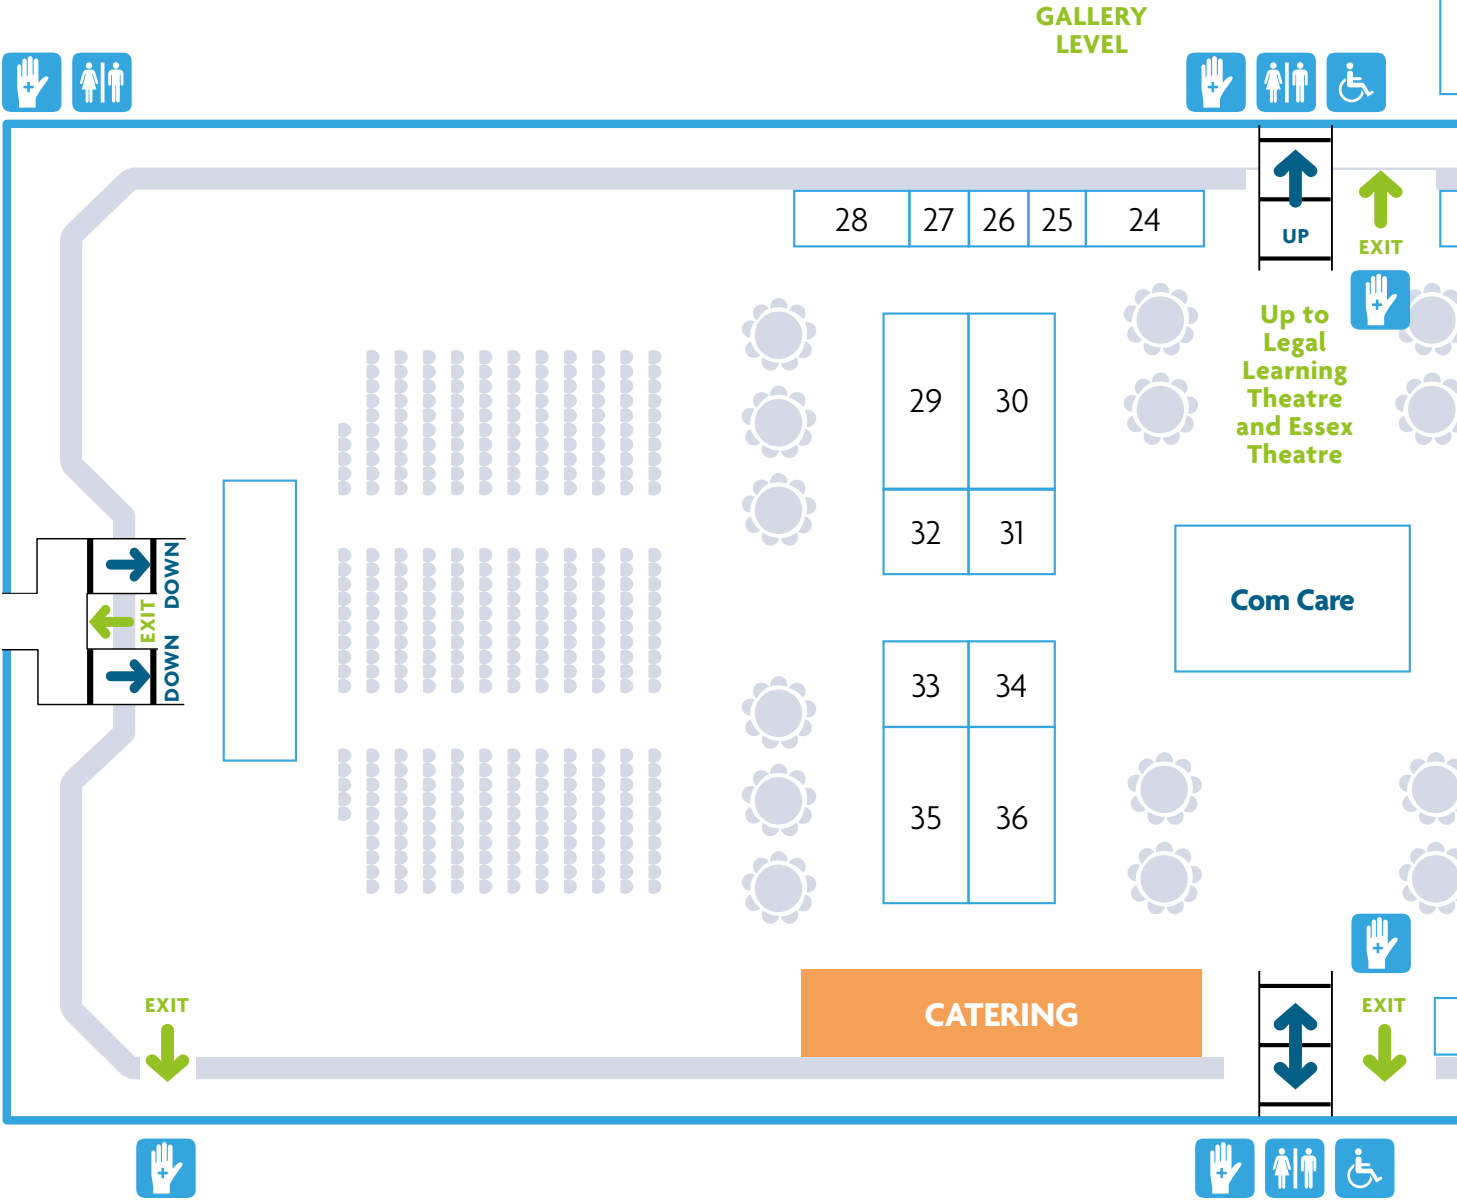 GALLERY
LEVEL
28 27 26 25 24
UP
EXIT
Up to
Legal
Learning
Theatre
and Essex
Theatre
29 30
32 31
DOWN
EXIT
DOWN
Com Care
33 34
35 36
EXIT
CATERING
EXIT